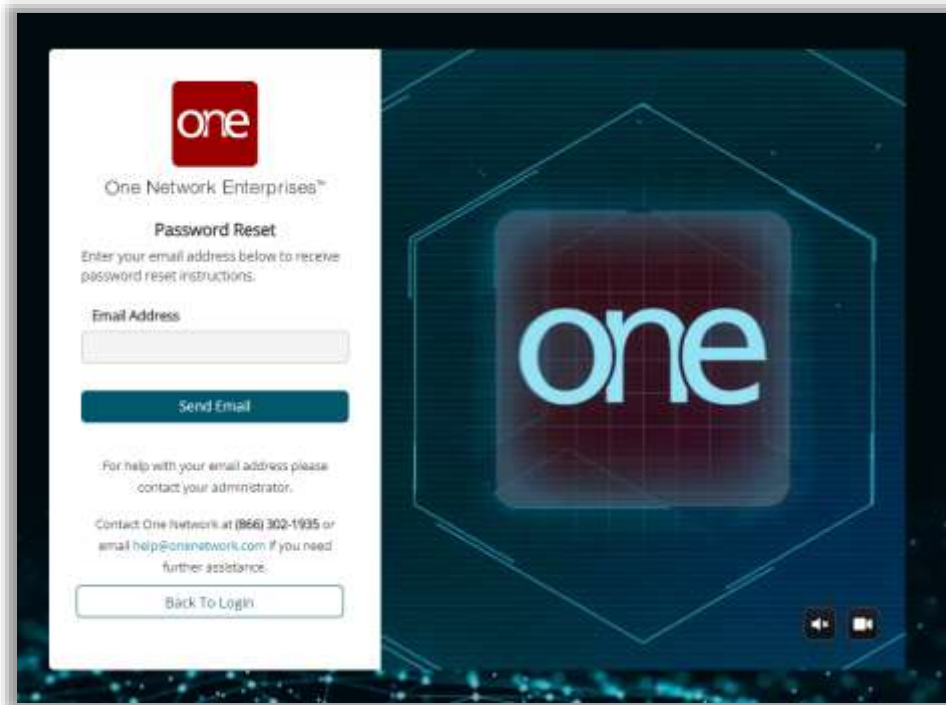 one
One Network Enterprises™
Password Reset
Enter your email address below to receive
password reset instructions.
Email Address
Send Email
For help with your email address please
contact your administrator.
Contact One Network at (866) 302-1935 or
email help@onenetwork.com if you need
further assistance.
Back To Login
one